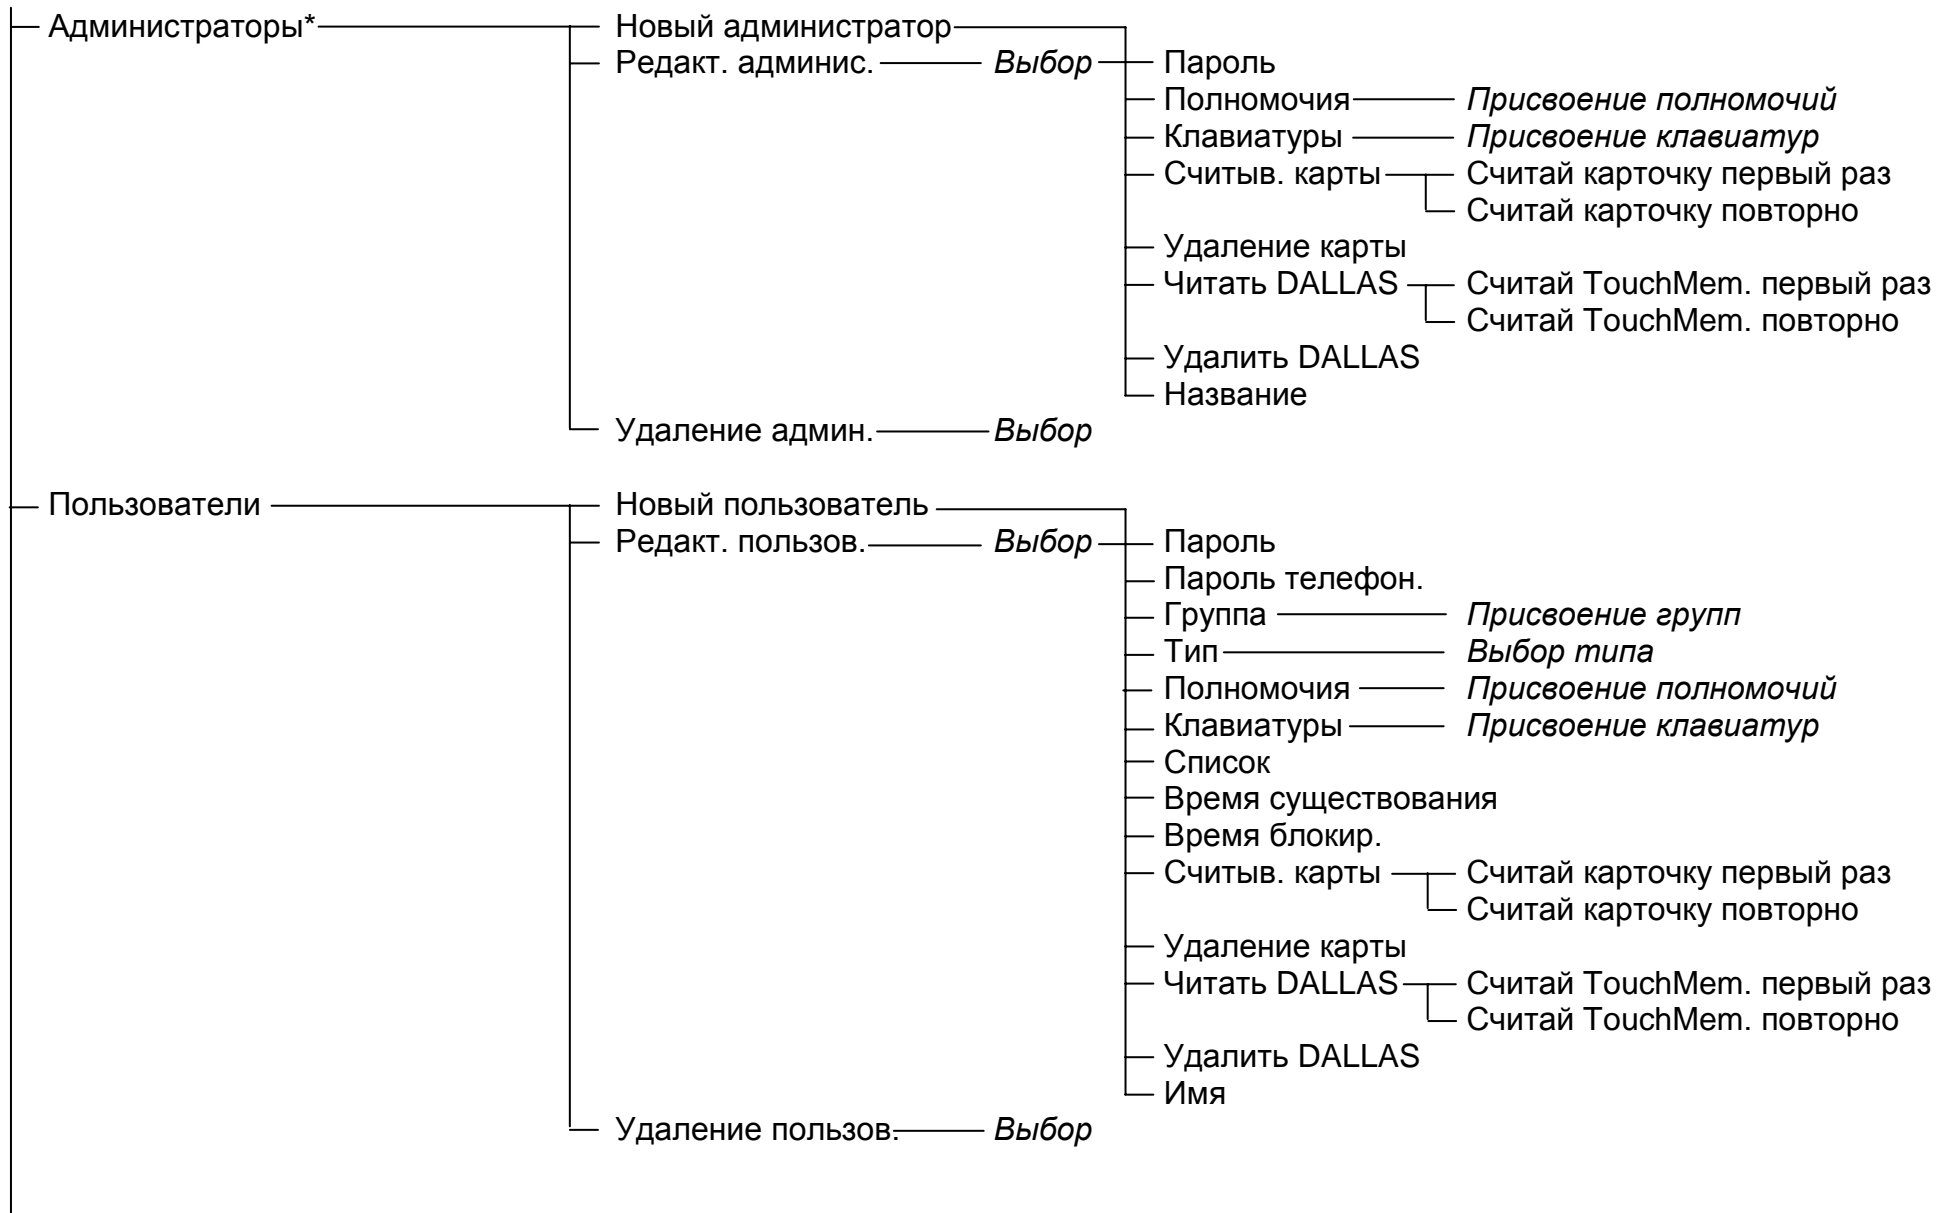 Администраторы* Новый администратор
Редакт. админис. Выбор Пароль
Полномочия Присвоение полномочий
Клавиатуры Присвоение клавиатур
Считыв. карты Считай карточку первый раз
Считай карточку повторно
Удаление карты
Читать DALLAS Считай TouchMem. первый раз
Считай TouchMem. повторно
Удалить DALLAS
Название
Удаление админ. Выбор
Пользователи Новый пользователь
Редакт. пользов. Выбор Пароль
Пароль телефон.
Группа Присвоение групп
Тип Выбор типа
Полномочия Присвоение полномочий
Клавиатуры Присвоение клавиатур
Список
Время существования
Время блокир.
Считыв. карты Считай карточку первый раз
Считай карточку повторно
Удаление карты
Читать DALLAS Считай TouchMem. первый раз
Считай TouchMem. повторно
Удалить DALLAS
Имя
Удаление пользов. Выбор